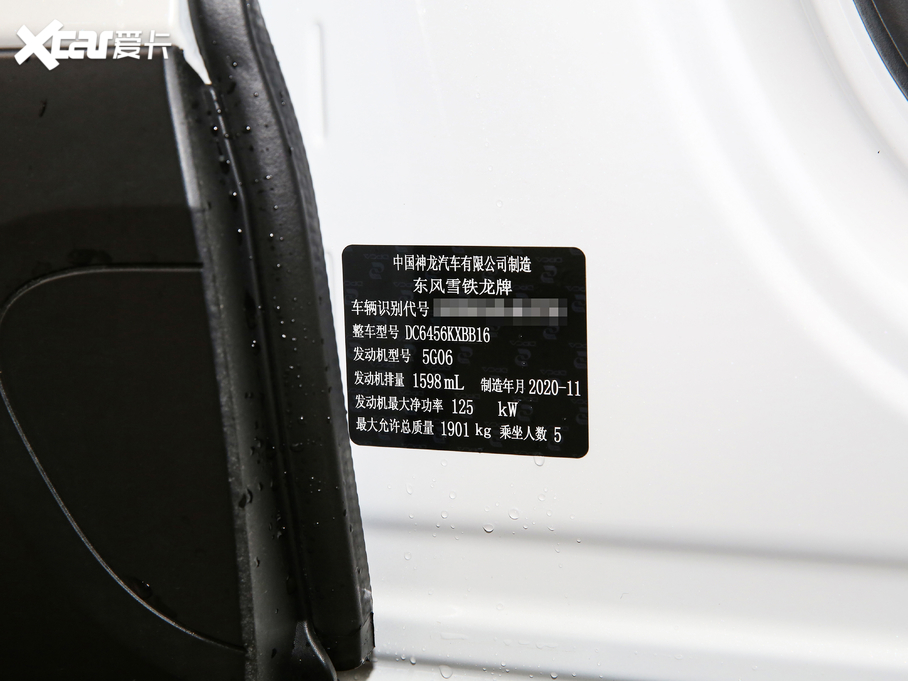 Xcar爱卡
中国神龙汽车有限公司制造
东风雪铁龙牌
车辆识别代号
整车型号 DC6456KXBB16
发动机型号 5G06
发动机排量 1598 mL 制造年月 2020-11
发动机最大净功率 125 kW
最大允许总质量 1901 kg 乘坐人数 5